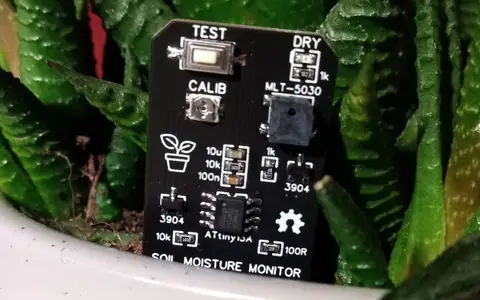 TEST
DRY
1k
CALIB
MLT-5030
10u
10k
100n
1k
3904
3904
ATtiny13A
10k
100R
SOIL MOISTURE MONITOR